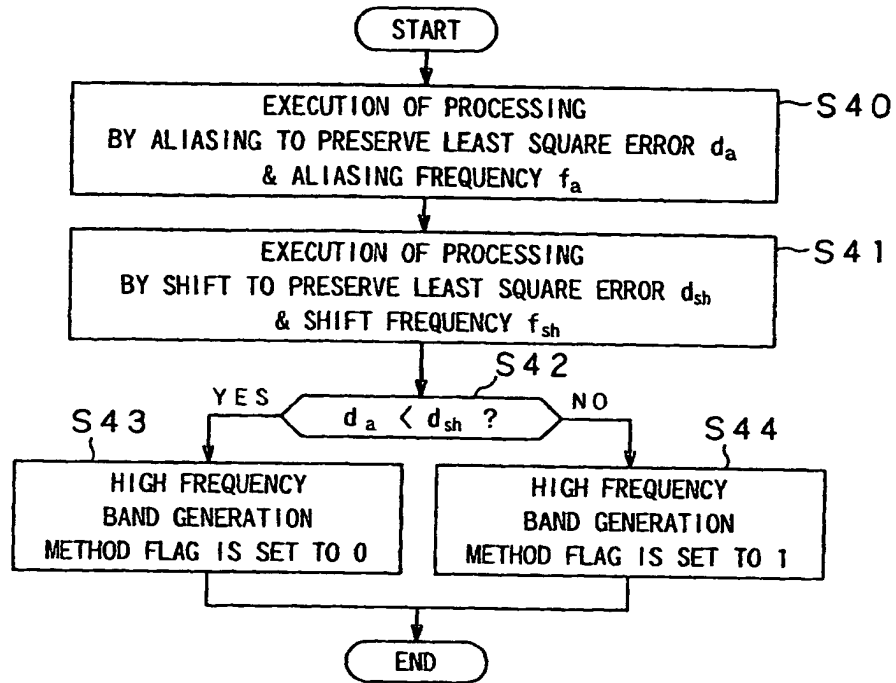 START
EXECUTION OF PROCESSING
BY ALIASING TO PRESERVE LEAST SQUARE ERROR da
& ALIASING FREQUENCY fa
S40
EXECUTION OF PROCESSING
BY SHIFT TO PRESERVE LEAST SQUARE ERROR dsh
& SHIFT FREQUENCY fsh
S41
S42
YES
da < dsh ?
NO
S43
HIGH FREQUENCY
BAND GENERATION
METHOD FLAG IS SET TO 0
S44
HIGH FREQUENCY
BAND GENERATION
METHOD FLAG IS SET TO 1
END